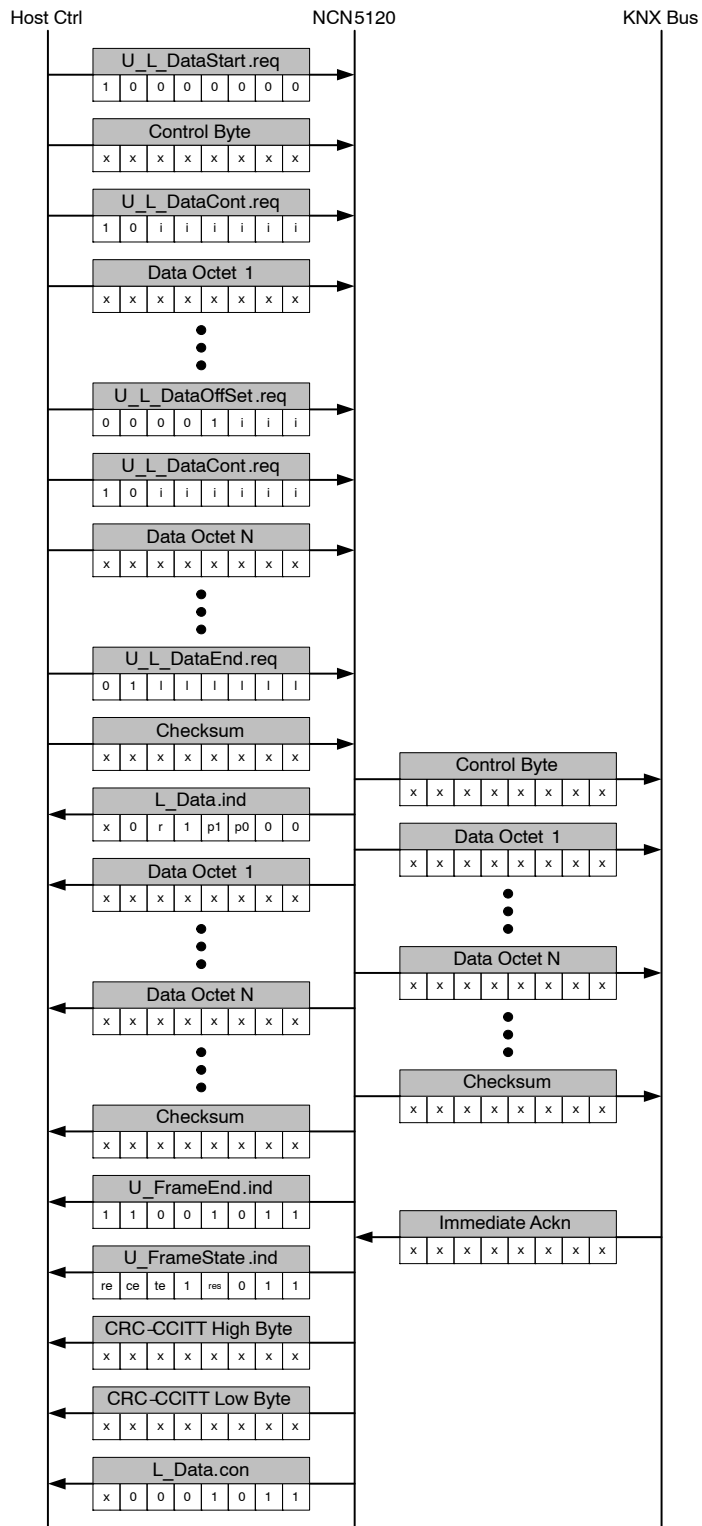 Host Ctrl NCN5120 KNX Bus
U_L_DataStart.req
1 0 0 0 0 0 0 0
Control Byte
x x x x x x x x
U_L_DataCont.req
1 0 i i i i i i
Data Octet 1
x x x x x x x x
U_L_DataOffSet.req
0 0 0 0 1 i i i
U_L_DataCont.req
1 0 i i i i i i
Data Octet N
x x x x x x x x
U_L_DataEnd.req
0 1 l l l l l l
Checksum
x x x x x x x x
Control Byte
x x x x x x x x
L_Data.ind
x 0 r 1 p1 p0 0 0
Data Octet 1
x x x x x x x x
Data Octet 1
x x x x x x x x
Data Octet N
x x x x x x x x
Data Octet N
x x x x x x x x
Checksum
x x x x x x x x
Checksum
x x x x x x x x
U_FrameEnd.ind
1 1 0 0 1 0 1 1
Immediate Ackn
x x x x x x x x
U_FrameState.ind
re ce te 1 res 0 1 1
CRC-CCITT High Byte
x x x x x x x x
CRC-CCITT Low Byte
x x x x x x x x
L_Data.con
x 0 0 0 1 0 1 1